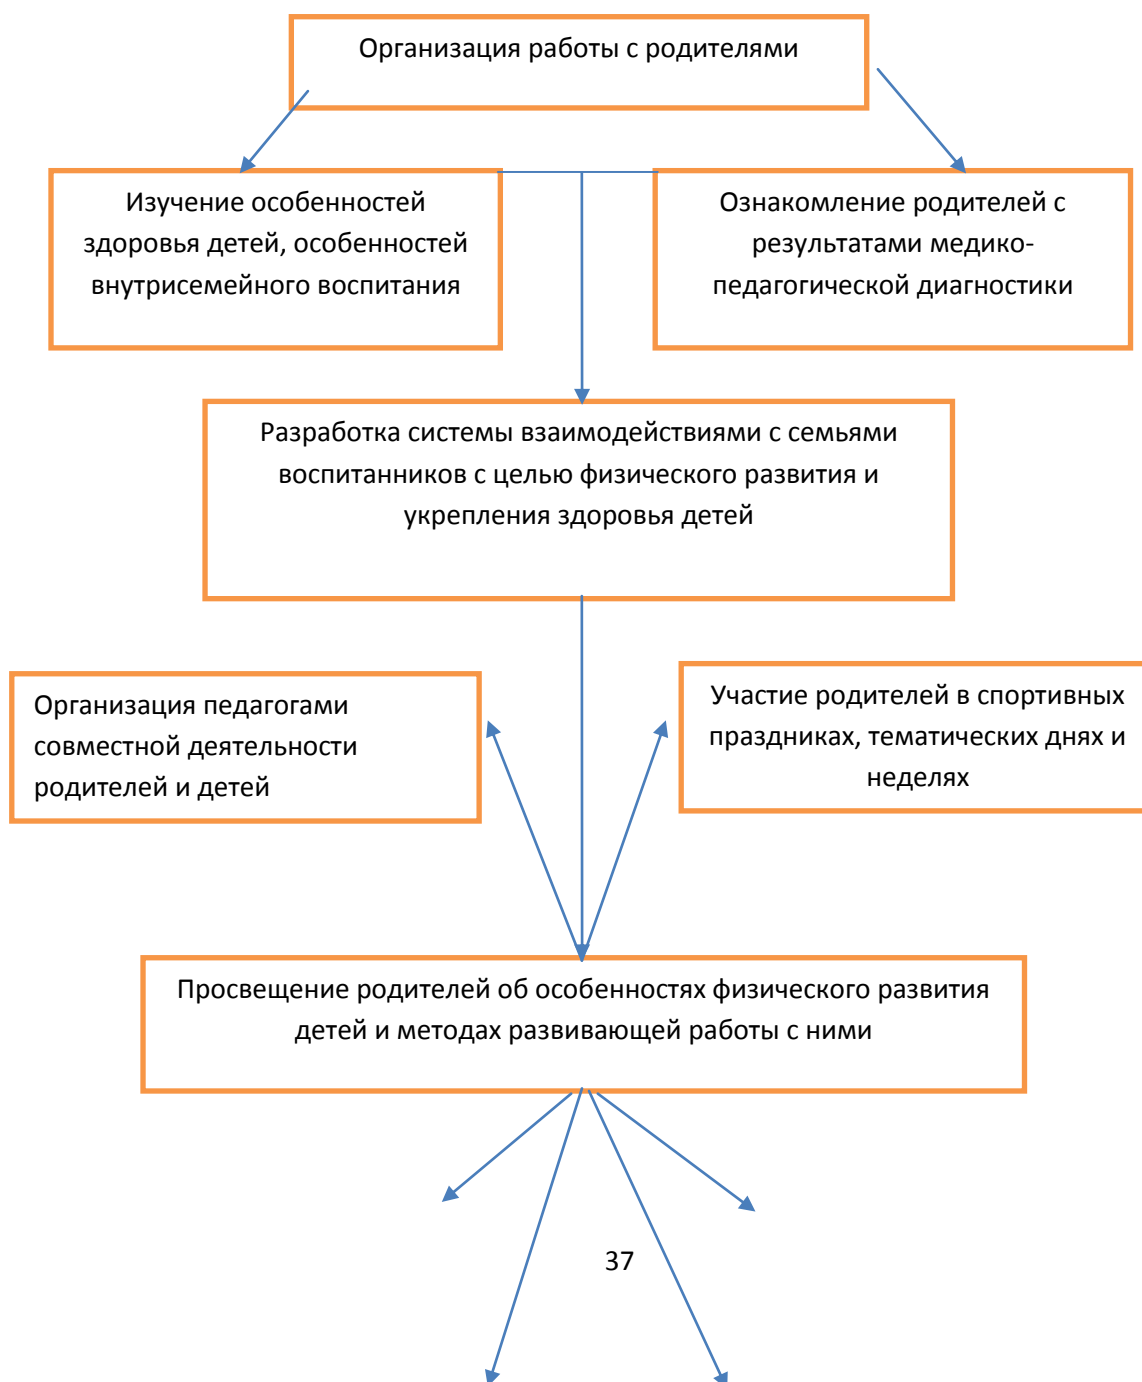 Организация работы с родителями
Изучение особенностей
здоровья детей, особенностей
внутрисемейного воспитания
Ознакомление родителей с
результатами медико-
педагогической диагностики
Разработка системы взаимодействиями с семьями
воспитанников с целью физического развития и
укрепления здоровья детей
Организация педагогами
совместной деятельности
родителей и детей
Участие родителей в спортивных
праздниках, тематических днях и
неделях
Просвещение родителей об особенностях физического развития
детей и методах развивающей работы с ними
37